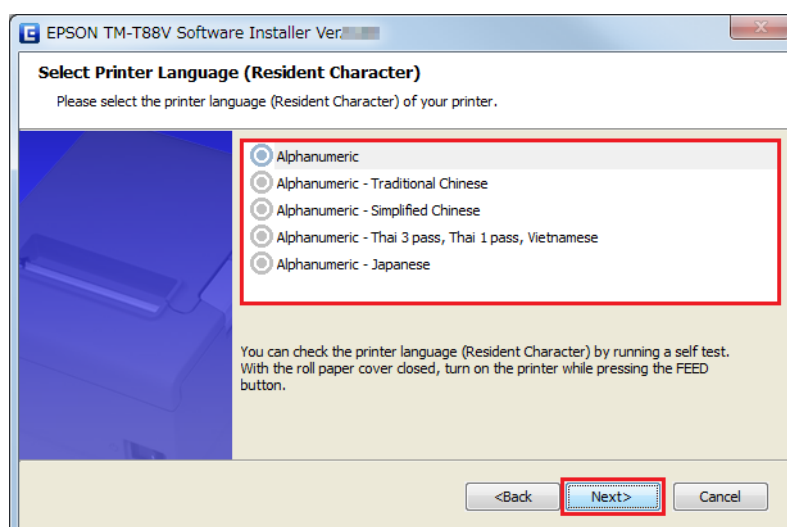 EPSON TM-T88V Software Installer Ver.
Select Printer Language (Resident Character)
Please select the printer language (Resident Character) of your printer.
Alphanumeric
Alphanumeric - Traditional Chinese
Alphanumeric - Simplified Chinese
Alphanumeric - Thai 3 pass, Thai 1 pass, Vietnamese
Alphanumeric - Japanese
You can check the printer language (Resident Character) by running a self test.
With the roll paper cover closed, turn on the printer while pressing the FEED
button.
<Back Next> Cancel